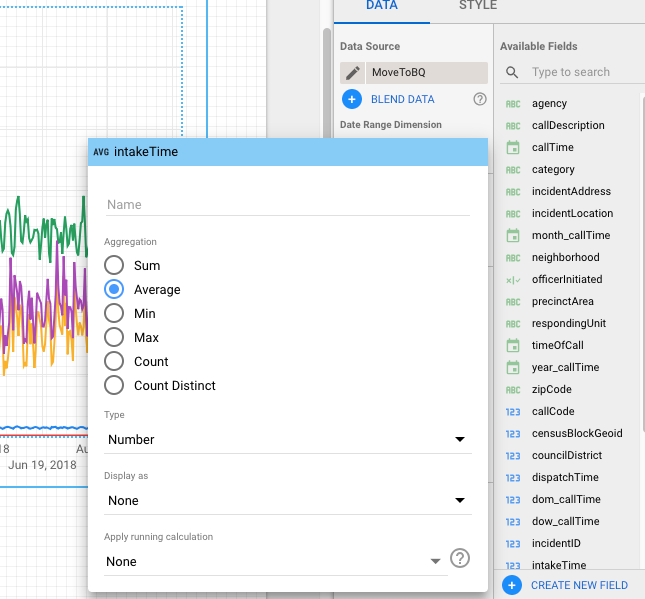 DATA
STYLE
Data Source
MoveToBQ
BLEND DATA
?
Date Range Dimension
AVG intakeTime
Name
Aggregation
Sum
Average
Min
Max
Count
Count Distinct
Type
Number
Display as
None
Apply running calculation
None
?
18
Au
Jun 19, 2018
Available Fields
Type to search
ABC agency
ABC callDescription
callTime
ABC category
ABC incidentAddress
ABC incidentLocation
month_callTime
ABC neighborhood
officerInitiated
ABC precinctArea
ABC respondingUnit
timeOfCall
year_callTime
ABC zipCode
123 callCode
123 censusBlockGeoid
123 councilDistrict
123 dispatchTime
123 dom_callTime
123 dow_callTime
123 incidentID
123 intakeTime
CREATE NEW FIELD